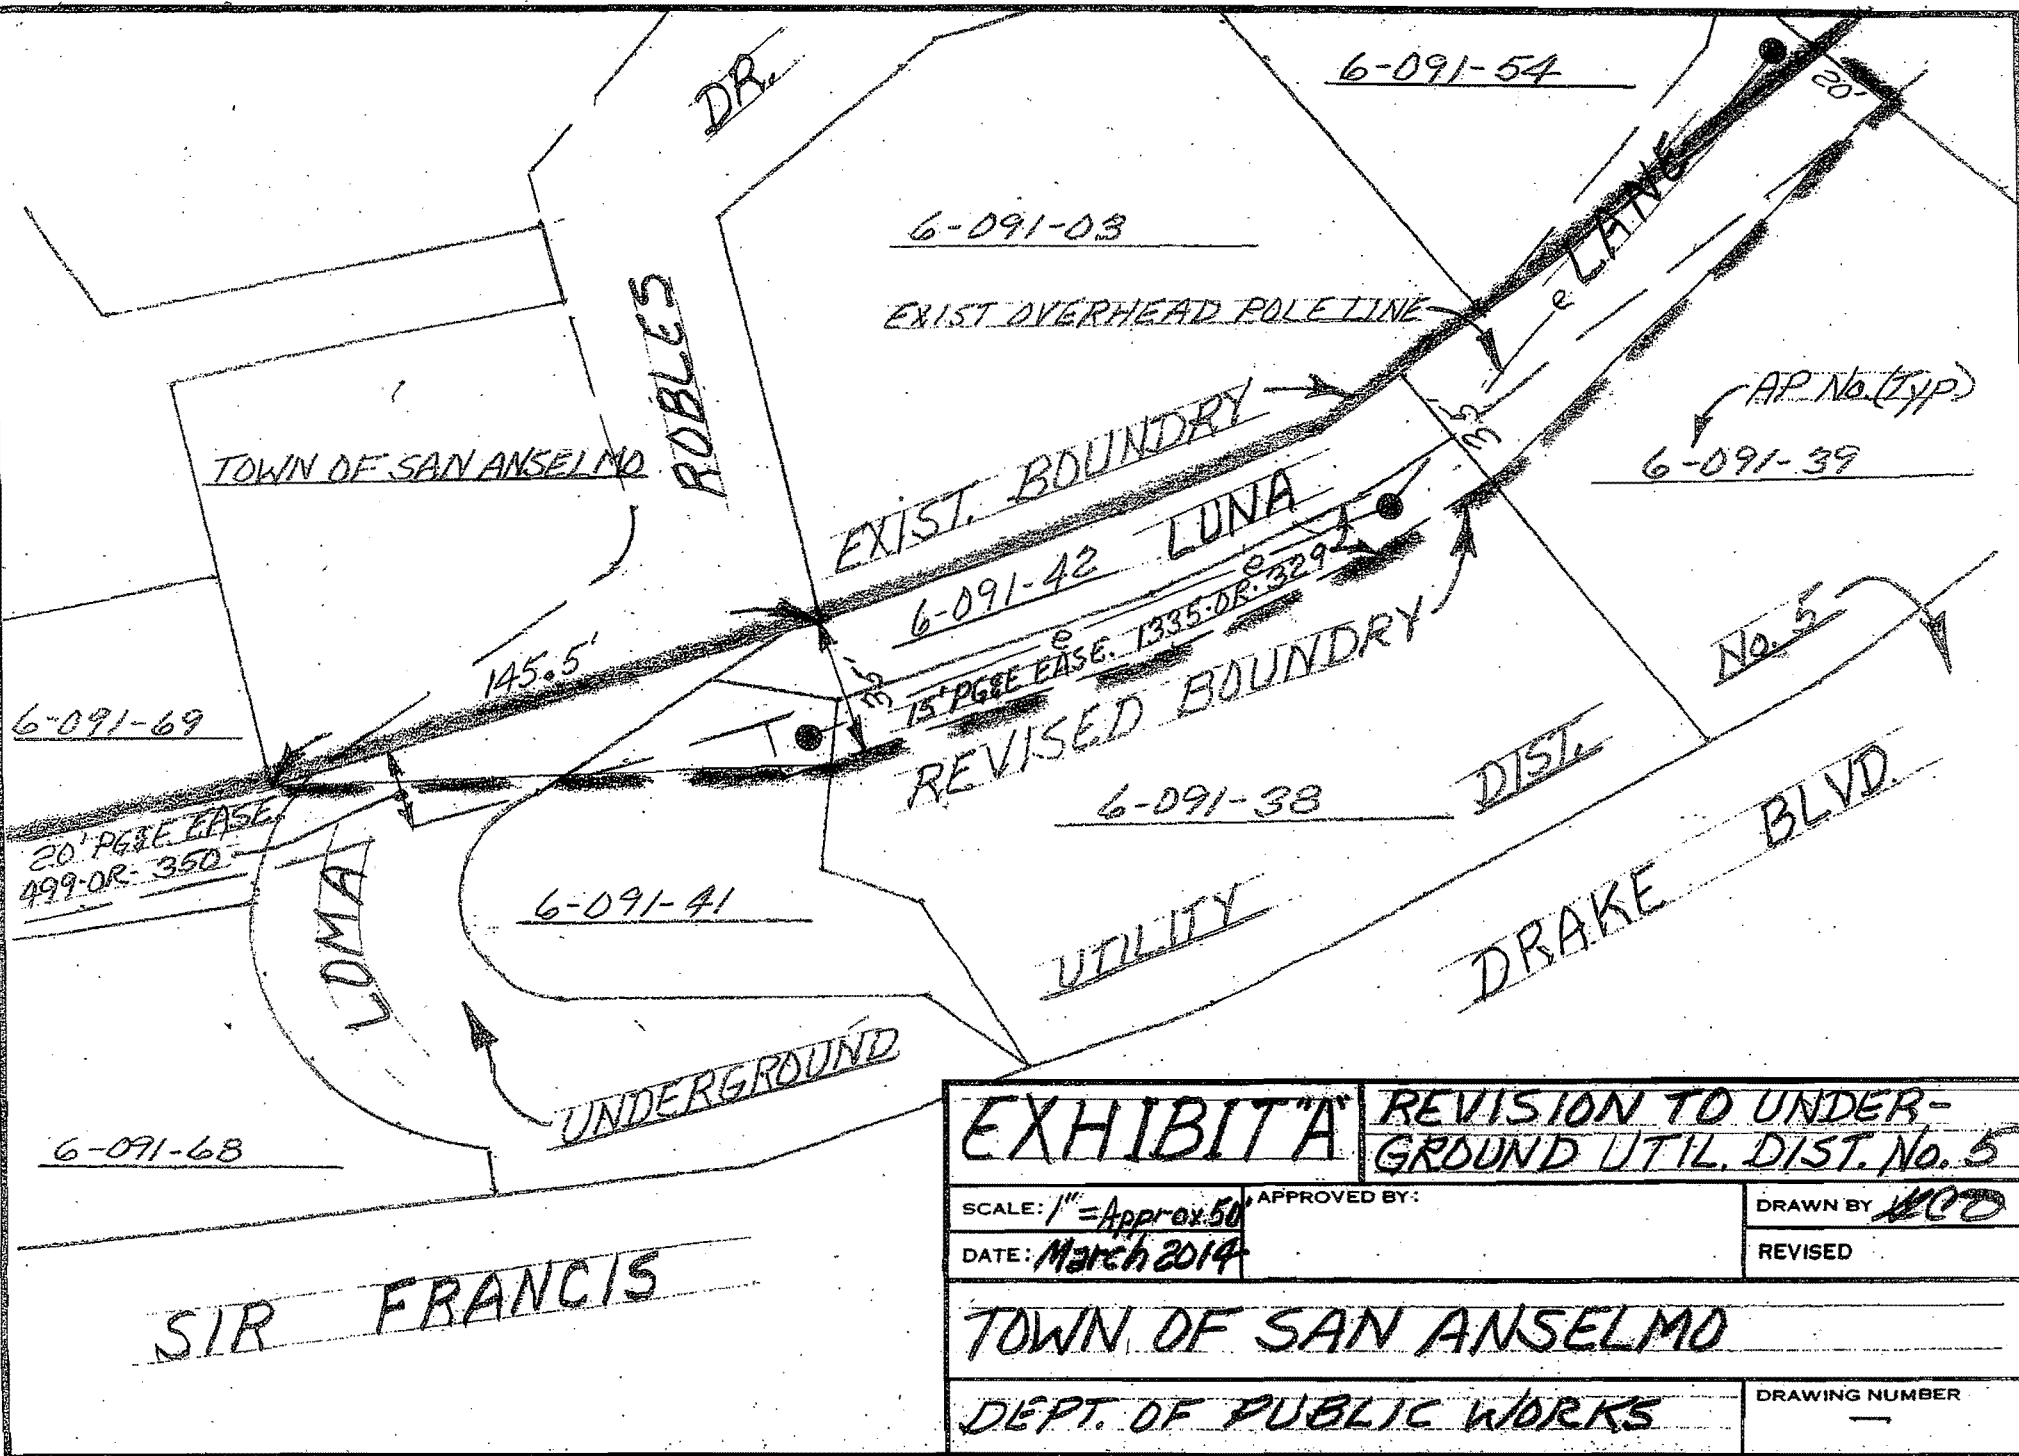 DR.
6-091-54
20'
LANE
6-091-03
ROBLES
EXIST OVERHEAD POLE LINE
e
AP No. (Typ)
6-091-39
TOWN OF SAN ANSELMO
EXIST. BOUNDRY
35'
LUNA
6-091-42
e
e
15' PG&E EASE. 1335·OR·329
REVISED BOUNDRY
No. 5
145.5'
35'
6-091-69
20' PG&E EASE.
499·OR·350
LOMA
6-091-41
6-091-38
DIST.
UTILITY
DRAKE BLVD.
UNDERGROUND
6-091-68
SIR FRANCIS
EXHIBIT "A"
REVISION TO UNDER-
GROUND UTIL. DIST. No. 5
SCALE: 1" = Approx 50'
APPROVED BY:
DRAWN BY
DATE: March 2014
REVISED
TOWN OF SAN ANSELMO
DEPT. OF PUBLIC WORKS
DRAWING NUMBER
—